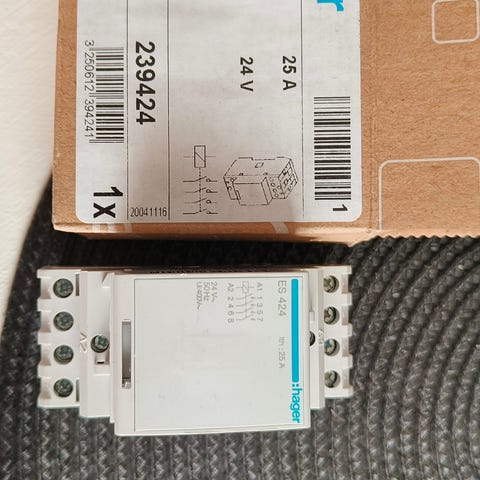 r
25 A
24 V
239424
3 250612 394241
1x
20041116
1
ES 424
Ith : 25 A
A1 1 3 5 7
A2 2 4 6 8
24 V~
50 Hz
:hager
A2